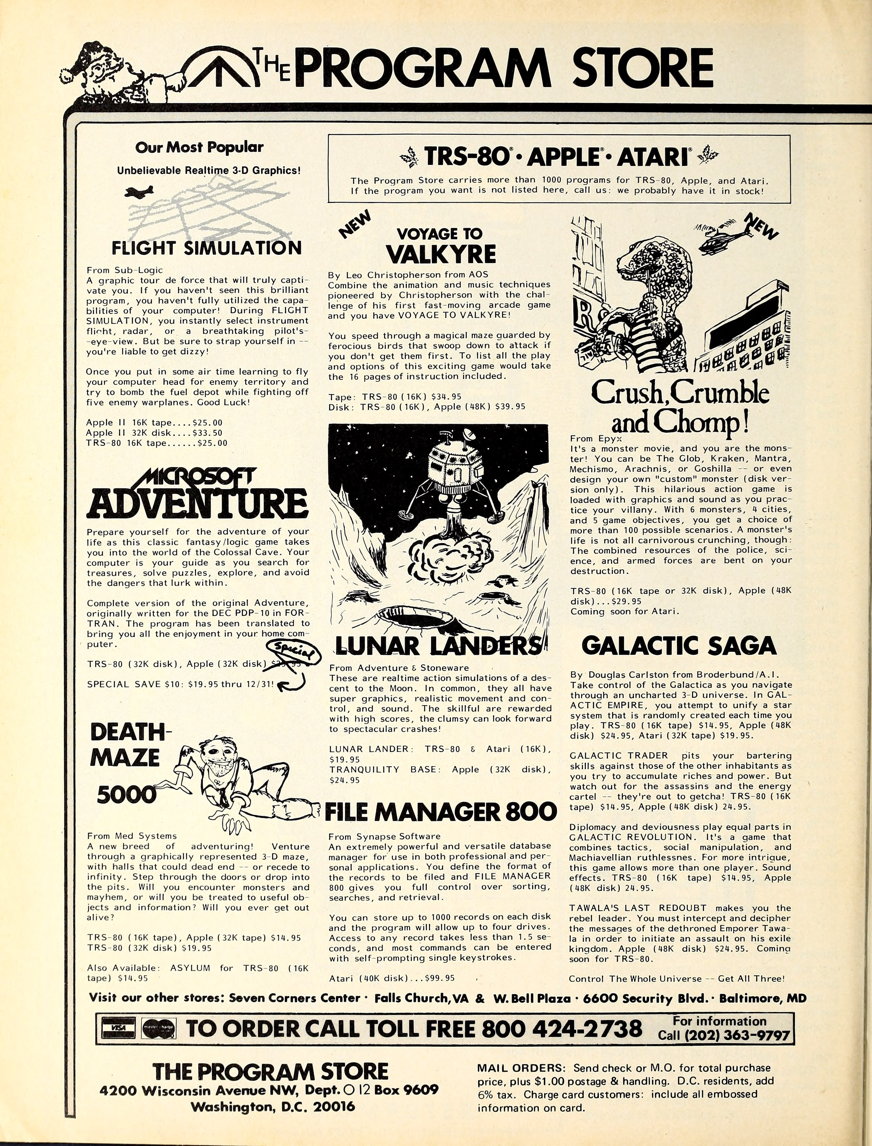 THE PROGRAM STORE
Our Most Popular
Unbelievable Realtime 3-D Graphics!
FLIGHT SIMULATION
From Sub-Logic
A graphic tour de force that will truly capti-
vate you. If you haven't seen this brilliant
program, you haven't fully utilized the capa-
bilities of your computer! During FLIGHT
SIMULATION, you instantly select instrument
flirht, radar, or a breathtaking pilot's-
-eye-view. But be sure to strap yourself in --
you're liable to get dizzy!
Once you put in some air time learning to fly
your computer head for enemy territory and
try to bomb the fuel depot while fighting off
five enemy warplanes. Good Luck!
Apple II 16K tape....$25.00
Apple II 32K disk....$33.50
TRS-80 16K tape......$25.00
MICROSOFT
ADVENTURE
Prepare yourself for the adventure of your
life as this classic fantasy/logic game takes
you into the world of the Colossal Cave. Your
computer is your guide as you search for
treasures, solve puzzles, explore, and avoid
the dangers that lurk within.
Complete version of the original Adventure,
originally written for the DEC PDP-10 in FOR-
TRAN. The program has been translated to
bring you all the enjoyment in your home com-
puter.
Special
TRS-80 (32K disk), Apple (32K disk)
SPECIAL SAVE $10: $19.95 thru 12/31!
DEATH-
MAZE
5000
From Med Systems
A new breed of adventuring! Venture
through a graphically represented 3-D maze,
with halls that could dead end -- or recede to
infinity. Step through the doors or drop into
the pits. Will you encounter monsters and
mayhem, or will you be treated to useful ob-
jects and information? Will you ever get out
alive?
TRS-80 (16K tape), Apple (32K tape) $14.95
TRS-80 (32K disk) $19.95
Also Available: ASYLUM for TRS-80 (16K
tape) $14.95
TRS-80® · APPLE® · ATARI®
The Program Store carries more than 1000 programs for TRS-80, Apple, and Atari.
If the program you want is not listed here, call us: we probably have it in stock!
NEW
VOYAGE TO
VALKYRE
By Leo Christopherson from AOS
Combine the animation and music techniques
pioneered by Christopherson with the chal-
lenge of his first fast-moving arcade game
and you have VOYAGE TO VALKYRE!
You speed through a magical maze guarded by
ferocious birds that swoop down to attack if
you don't get them first. To list all the play
and options of this exciting game would take
the 16 pages of instruction included.
Tape: TRS-80 (16K) $34.95
Disk: TRS-80 (16K), Apple (48K) $39.95
LUNAR LANDERS
From Adventure & Stoneware
These are realtime action simulations of a des-
cent to the Moon. In common, they all have
super graphics, realistic movement and con-
trol, and sound. The skillful are rewarded
with high scores, the clumsy can look forward
to spectacular crashes!
LUNAR LANDER: TRS-80 & Atari (16K),
$19.95
TRANQUILITY BASE: Apple (32K disk),
$24.95
FILE MANAGER 800
From Synapse Software
An extremely powerful and versatile database
manager for use in both professional and per-
sonal applications. You define the format of
the records to be filed and FILE MANAGER
800 gives you full control over sorting,
searches, and retrieval.
You can store up to 1000 records on each disk
and the program will allow up to four drives.
Access to any record takes less than 1.5 se-
conds, and most commands can be entered
with self-prompting single keystrokes.
Atari (40K disk)...$99.95
NEW
R
Crush, Crumble
and Chomp!
From Epyx
It's a monster movie, and you are the mons-
ter! You can be The Glob, Kraken, Mantra,
Mechismo, Arachnis, or Goshilla -- or even
design your own "custom" monster (disk ver-
sion only). This hilarious action game is
loaded with graphics and sound as you prac-
tice your villany. With 6 monsters, 4 cities,
and 5 game objectives, you get a choice of
more than 100 possible scenarios. A monster's
life is not all carnivorous crunching, though:
The combined resources of the police, sci-
ence, and armed forces are bent on your
destruction.
TRS-80 (16K tape or 32K disk), Apple (48K
disk)...$29.95
Coming soon for Atari.
GALACTIC SAGA
By Douglas Carlston from Broderbund/A.I.
Take control of the Galactica as you navigate
through an uncharted 3-D universe. In GAL-
ACTIC EMPIRE, you attempt to unify a star
system that is randomly created each time you
play. TRS-80 (16K tape) $14.95, Apple (48K
disk) $24.95, Atari (32K tape) $19.95.
GALACTIC TRADER pits your bartering
skills against those of the other inhabitants as
you try to accumulate riches and power. But
watch out for the assassins and the energy
cartel -- they're out to getcha! TRS-80 (16K
tape) $14.95, Apple (48K disk) 24.95.
Diplomacy and deviousness play equal parts in
GALACTIC REVOLUTION. It's a game that
combines tactics, social manipulation, and
Machiavellian ruthlessnes. For more intrigue,
this game allows more than one player. Sound
effects. TRS-80 (16K tape) $14.95, Apple
(48K disk) 24.95.
TAWALA'S LAST REDOUBT makes you the
rebel leader. You must intercept and decipher
the messages of the dethroned Emporer Tawa-
la in order to initiate an assault on his exile
kingdom. Apple (48K disk) $24.95. Coming
soon for TRS-80.
Control The Whole Universe -- Get All Three!
Visit our other stores: Seven Corners Center · Falls Church, VA & W. Bell Plaza · 6600 Security Blvd. · Baltimore, MD
VISA master charge TO ORDER CALL TOLL FREE 800 424-2738
For information
Call (202) 363-9797
THE PROGRAM STORE
4200 Wisconsin Avenue NW, Dept. O 12 Box 9609
Washington, D.C. 20016
MAIL ORDERS: Send check or M.O. for total purchase
price, plus $1.00 postage & handling. D.C. residents, add
6% tax. Charge card customers: include all embossed
information on card.